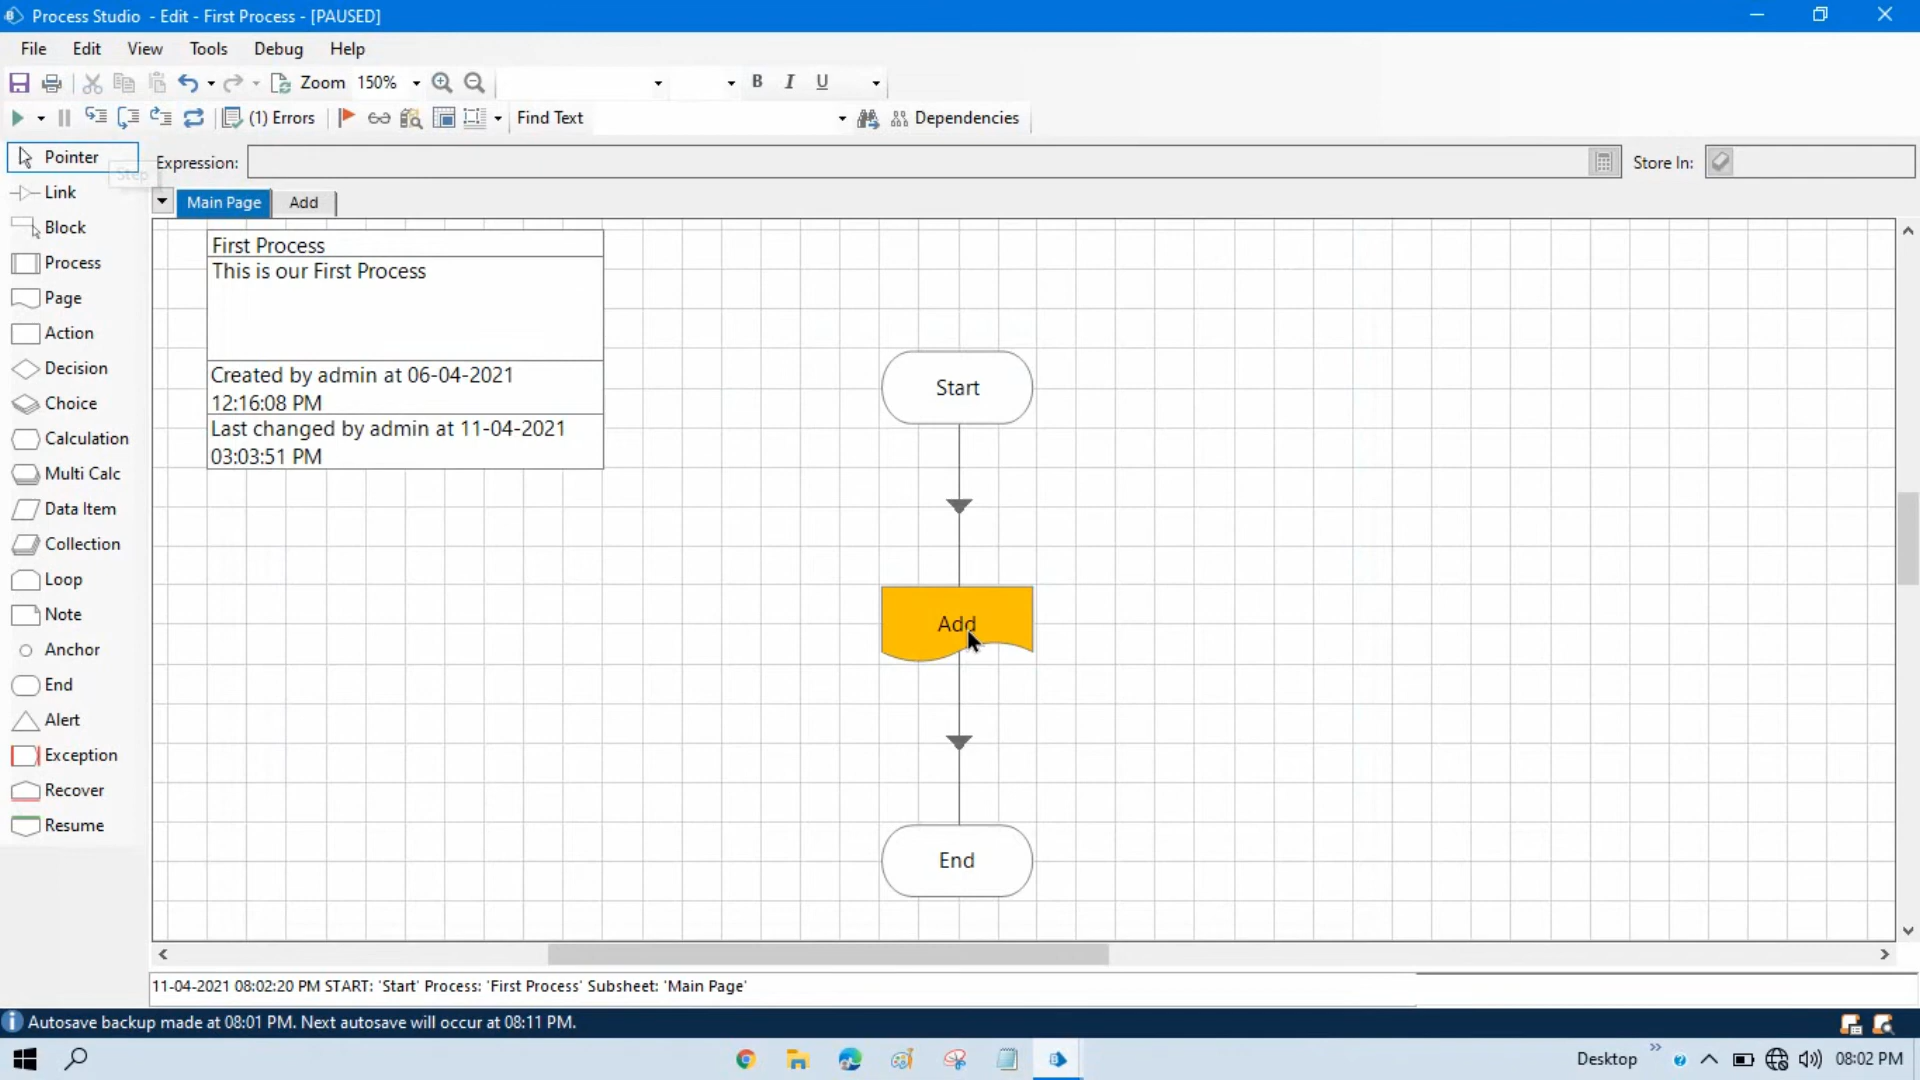 Process Studio - Edit - First Process - [PAUSED]
File Edit View Tools Debug Help
Zoom 150% B I U
(1) Errors Find Text Dependencies
Pointer
Step
Expression: Store In:
Link
Main Page Add
Block
Process
Page
Action
Decision
Choice
Calculation
Multi Calc
Data Item
Collection
Loop
Note
Anchor
End
Alert
Exception
Recover
Resume
First Process
This is our First Process
Created by admin at 06-04-2021
12:16:08 PM
Last changed by admin at 11-04-2021
03:03:51 PM
Start
Add
End
11-04-2021 08:02:20 PM START: 'Start' Process: 'First Process' Subsheet: 'Main Page'
Autosave backup made at 08:01 PM. Next autosave will occur at 08:11 PM.
Desktop 08:02 PM